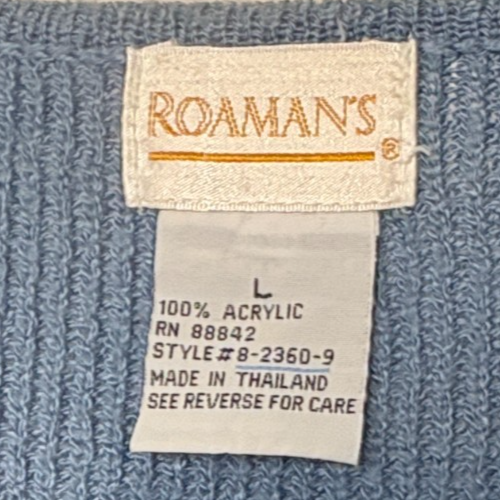 ROAMAN'S®
L
100% ACRYLIC
RN 88842
STYLE #8-2360-9
MADE IN THAILAND
SEE REVERSE FOR CARE